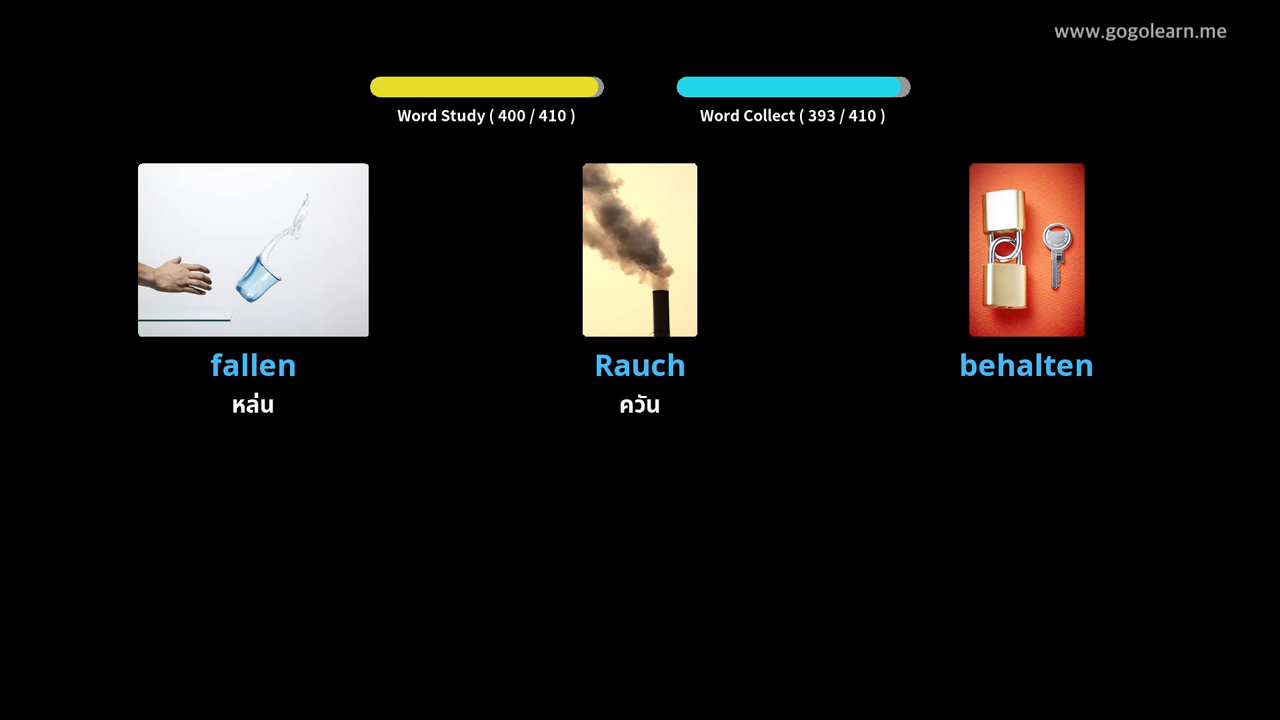 www.gogolearn.me
Word Study ( 400 / 410 )
Word Collect ( 393 / 410 )
fallen
หล่น
Rauch
ควัน
behalten